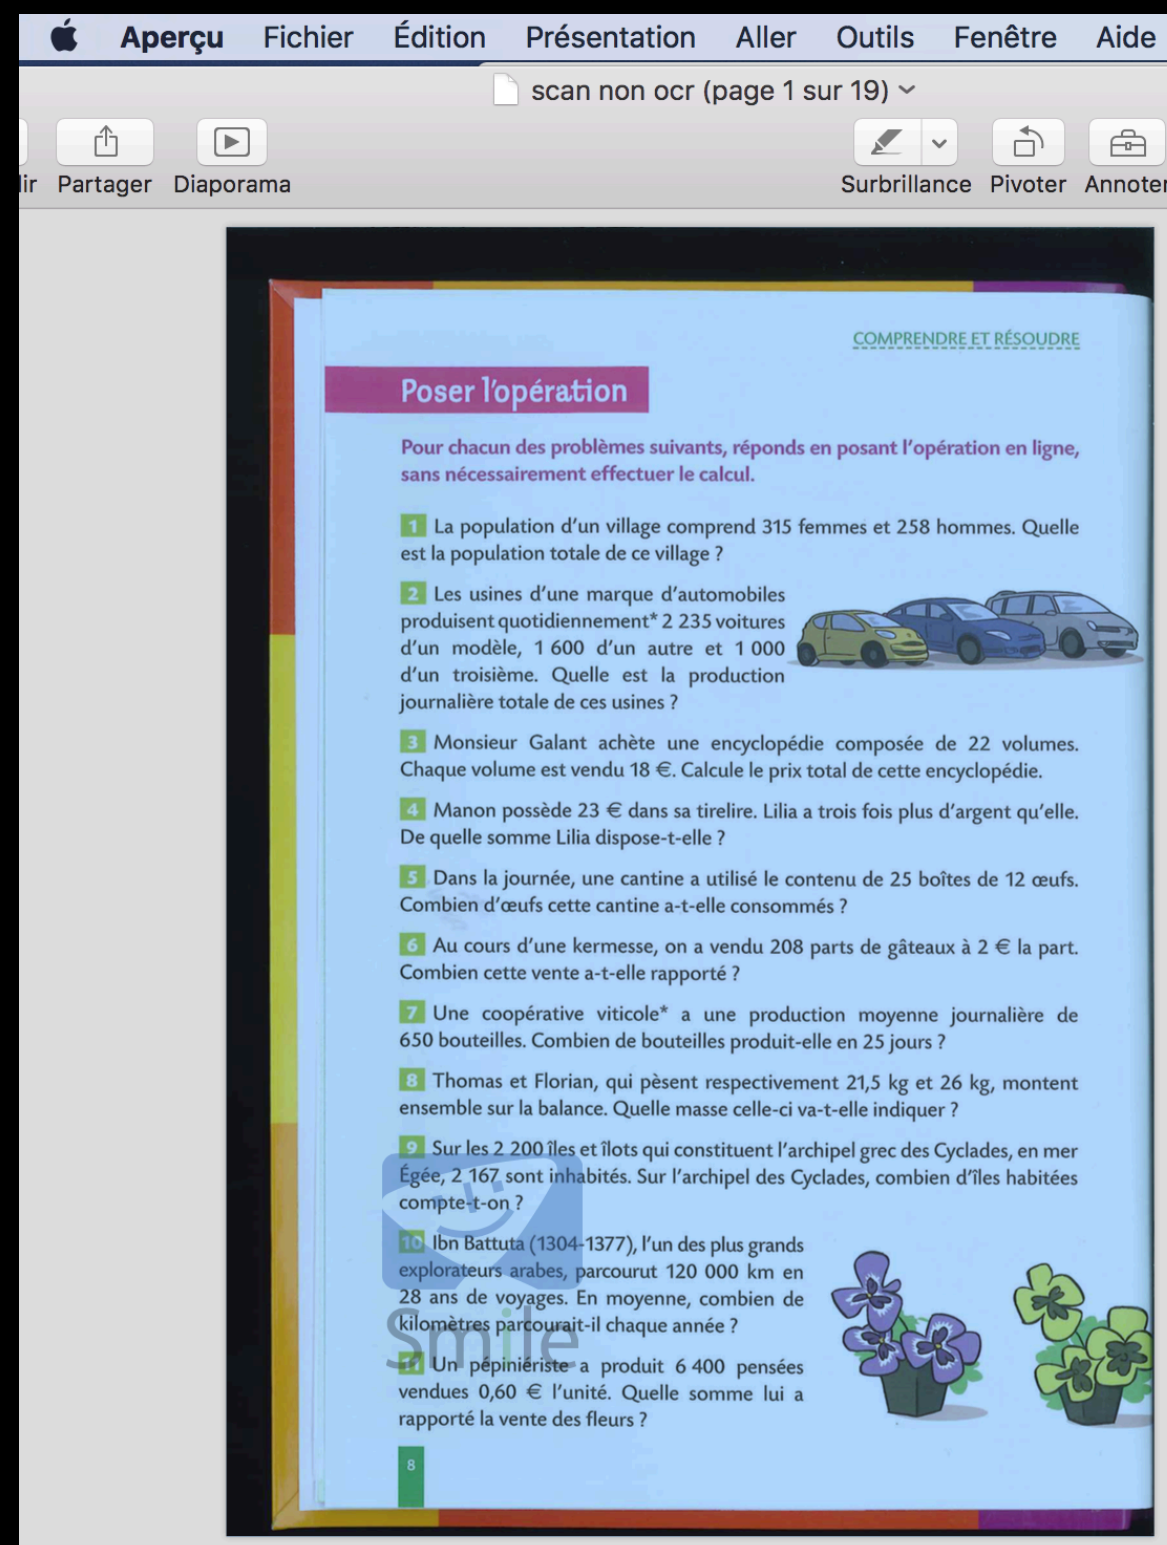 Aperçu Fichier Édition Présentation Aller Outils Fenêtre Aide
scan non ocr (page 1 sur 19)
Partager Diaporama Surbrillance Pivoter Annoter
COMPRENDRE ET RÉSOUDRE
Poser l'opération
Pour chacun des problèmes suivants, réponds en posant l'opération en ligne,
sans nécessairement effectuer le calcul.
1 La population d'un village comprend 315 femmes et 258 hommes. Quelle
est la population totale de ce village ?
2 Les usines d'une marque d'automobiles
produisent quotidiennement* 2 235 voitures
d'un modèle, 1 600 d'un autre et 1 000
d'un troisième. Quelle est la production
journalière totale de ces usines ?
3 Monsieur Galant achète une encyclopédie composée de 22 volumes.
Chaque volume est vendu 18 €. Calcule le prix total de cette encyclopédie.
4 Manon possède 23 € dans sa tirelire. Lilia a trois fois plus d'argent qu'elle.
De quelle somme Lilia dispose-t-elle ?
5 Dans la journée, une cantine a utilisé le contenu de 25 boîtes de 12 œufs.
Combien d'œufs cette cantine a-t-elle consommés ?
6 Au cours d'une kermesse, on a vendu 208 parts de gâteaux à 2 € la part.
Combien cette vente a-t-elle rapporté ?
7 Une coopérative viticole* a une production moyenne journalière de
650 bouteilles. Combien de bouteilles produit-elle en 25 jours ?
8 Thomas et Florian, qui pèsent respectivement 21,5 kg et 26 kg, montent
ensemble sur la balance. Quelle masse celle-ci va-t-elle indiquer ?
9 Sur les 2 200 îles et îlots qui constituent l'archipel grec des Cyclades, en mer
Égée, 2 167 sont inhabités. Sur l'archipel des Cyclades, combien d'îles habitées
compte-t-on ?
10 Ibn Battuta (1304-1377), l'un des plus grands
explorateurs arabes, parcourut 120 000 km en
28 ans de voyages. En moyenne, combien de
kilomètres parcourait-il chaque année ?
Smile
11 Un pépiniériste a produit 6 400 pensées
vendues 0,60 € l'unité. Quelle somme lui a
rapporté la vente des fleurs ?
8